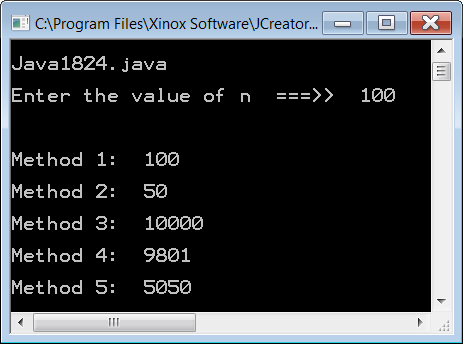 C:\Program Files\Xinox Software\JCreator...
Java1824.java
Enter the value of n  ===>>  100
Method 1:  100
Method 2:  50
Method 3:  10000
Method 4:  9801
Method 5:  5050